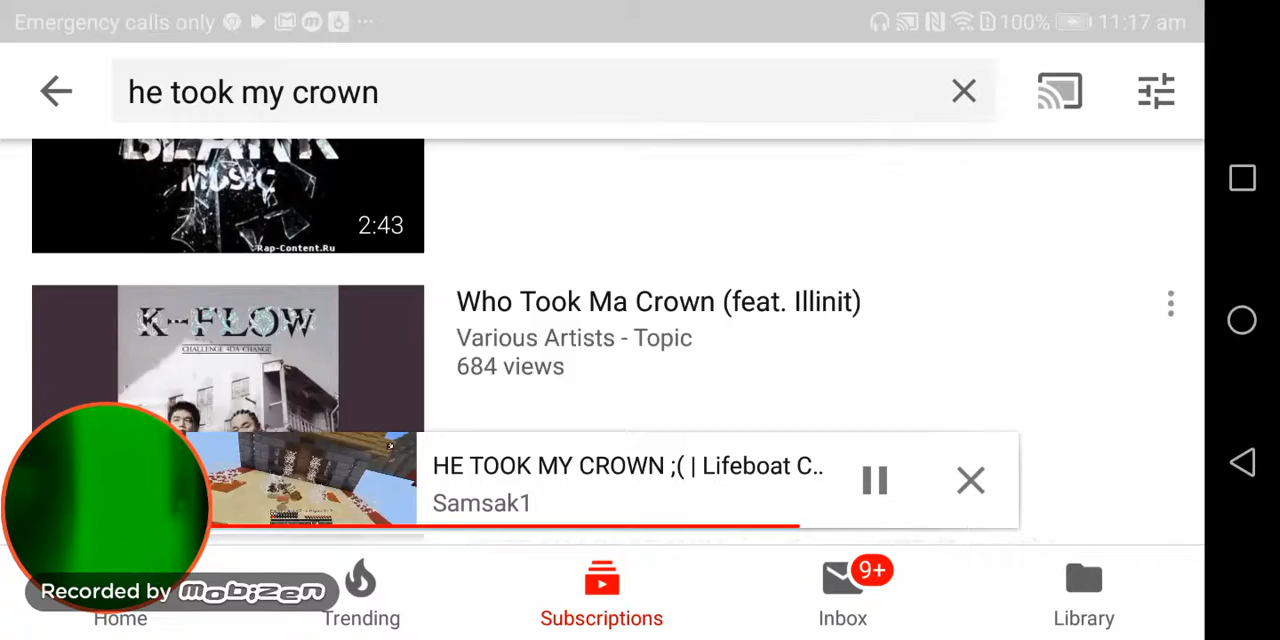 Emergency calls only
100%
11:17 am
he took my crown
BLANK
MUSIC
2:43
Rap-Content.Ru
K-FLOW
CHALLENGE 4DA CHANGE
Who Took Ma Crown (feat. Illinit)
Various Artists - Topic
684 views
HE TOOK MY CROWN ;( | Lifeboat C..
Samsak1
Recorded by mobizen
9+
Home
Trending
Subscriptions
Inbox
Library